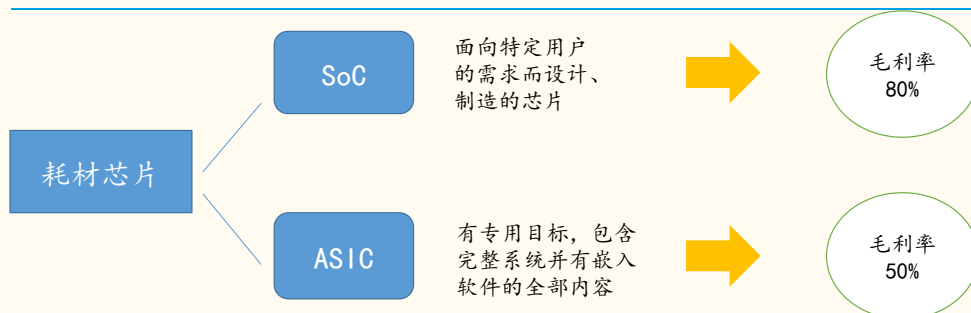 耗材芯片
SoC
面向特定用户
的需求而设计、
制造的芯片
毛利率
80%
ASIC
有专用目标，包含
完整系统并有嵌入
软件的全部内容
毛利率
50%